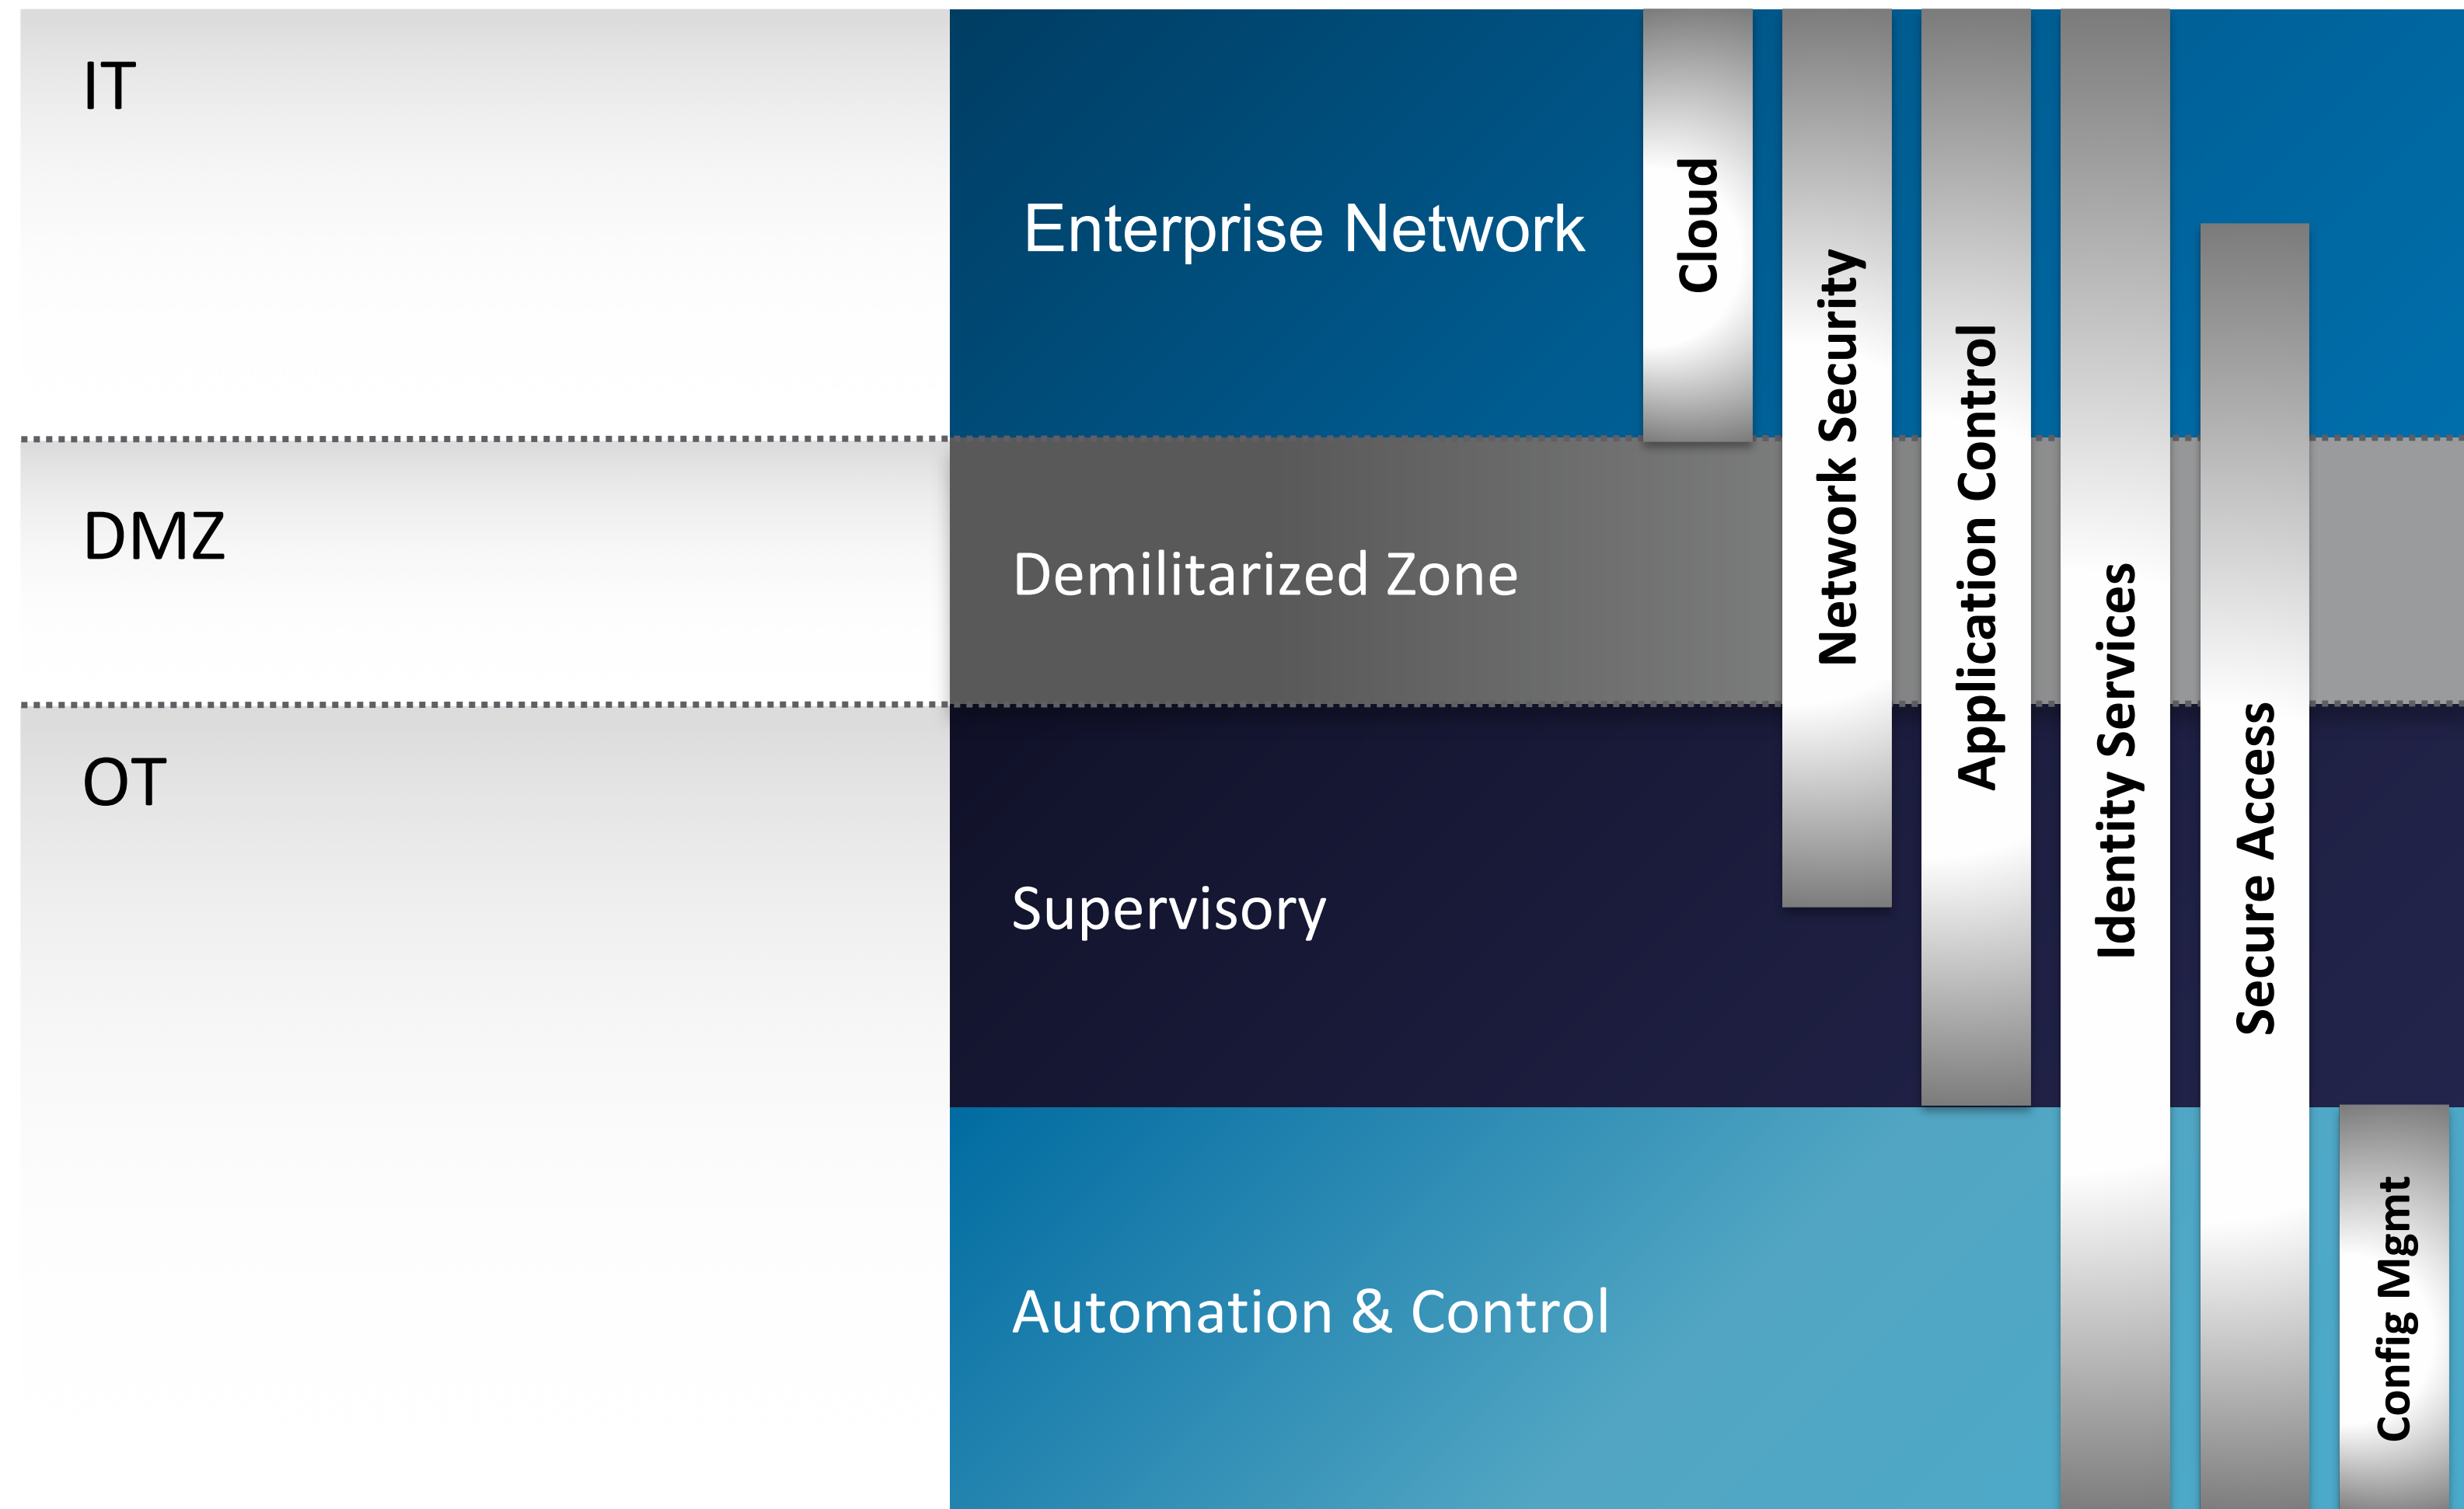 IT
Enterprise Network
DMZ
Demilitarized Zone
OT
Supervisory
Automation & Control
Cloud
Network Security
Application Control
Identity Services
Secure Access
Config Mgmt